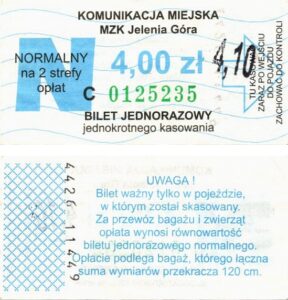 KOMUNIKACJA MIEJSKA
MZK Jelenia Góra
NORMALNY
na 2 strefy
opłat
N
4,00 zł
4,10
C 0125235
BILET JEDNORAZOWY
jednokrotnego kasowania
TU KASOWAĆ
ZARAZ PO WEJŚCIU
DO POJAZDU
ZACHOWAĆ DO KONTROLI
4426 11449
UWAGA !
Bilet ważny tylko w pojeździe,
w którym został skasowany.
Za przewóz bagażu i zwierząt
opłata wynosi równowartość
biletu jednorazowego normalnego.
Opłacie podlega bagaż, którego łączna
suma wymiarów przekracza 120 cm.